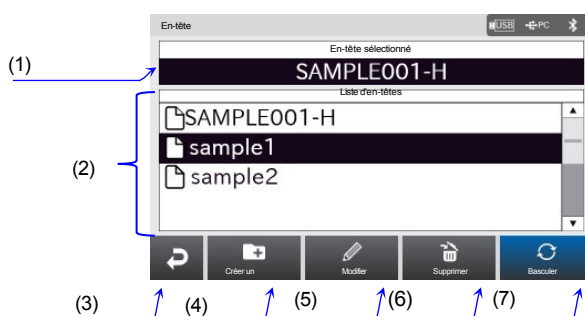 En-tête
USB PC
En-tête sélectionné
(1)
SAMPLE001-H
Liste d'en-têtes
SAMPLE001-H
sample1
(2)
sample2
Créer un
Modifier
Supprimer
Basculer
(3) (4) (5) (6) (7)